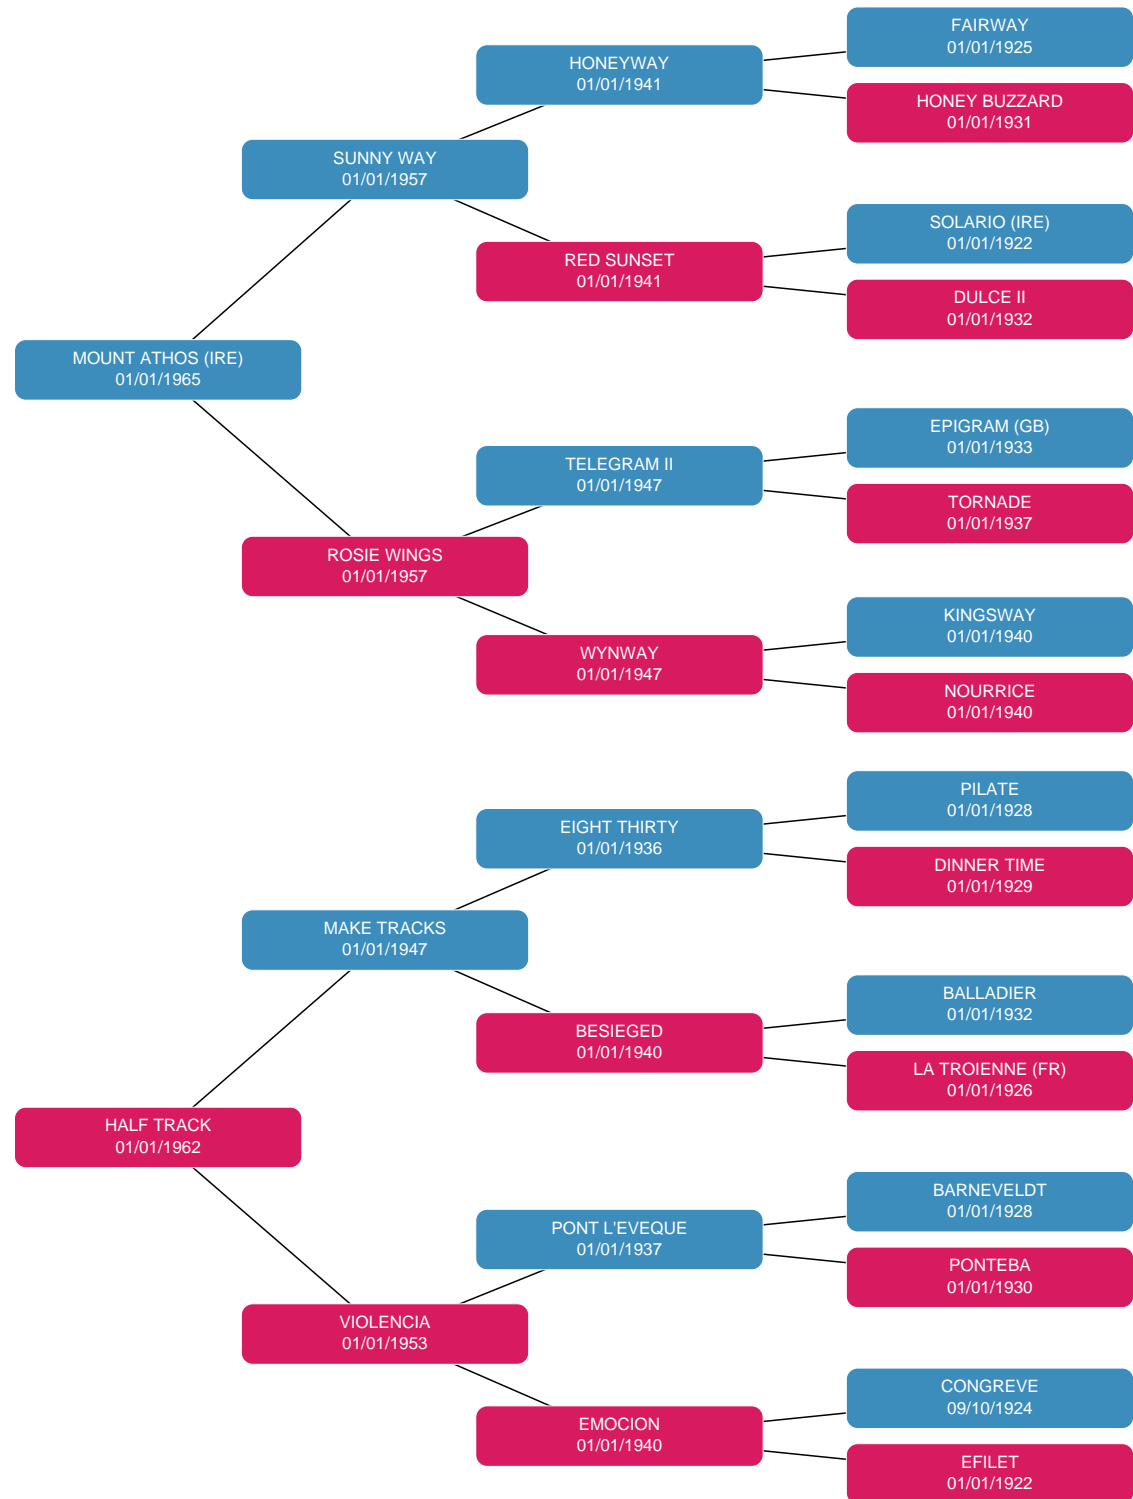 FAIRWAY
01/01/1925
HONEYWAY
01/01/1941
HONEY BUZZARD
01/01/1931
SUNNY WAY
01/01/1957
SOLARIO (IRE)
01/01/1922
RED SUNSET
01/01/1941
DULCE II
01/01/1932
MOUNT ATHOS (IRE)
01/01/1965
EPIGRAM (GB)
01/01/1933
TELEGRAM II
01/01/1947
TORNADE
01/01/1937
ROSIE WINGS
01/01/1957
KINGSWAY
01/01/1940
WYNWAY
01/01/1947
NOURRICE
01/01/1940
PILATE
01/01/1928
EIGHT THIRTY
01/01/1936
DINNER TIME
01/01/1929
MAKE TRACKS
01/01/1947
BALLADIER
01/01/1932
BESIEGED
01/01/1940
LA TROIENNE (FR)
01/01/1926
HALF TRACK
01/01/1962
BARNEVELDT
01/01/1928
PONT L'EVEQUE
01/01/1937
PONTEBA
01/01/1930
VIOLENCIA
01/01/1953
CONGREVE
09/10/1924
EMOCION
01/01/1940
EFILET
01/01/1922